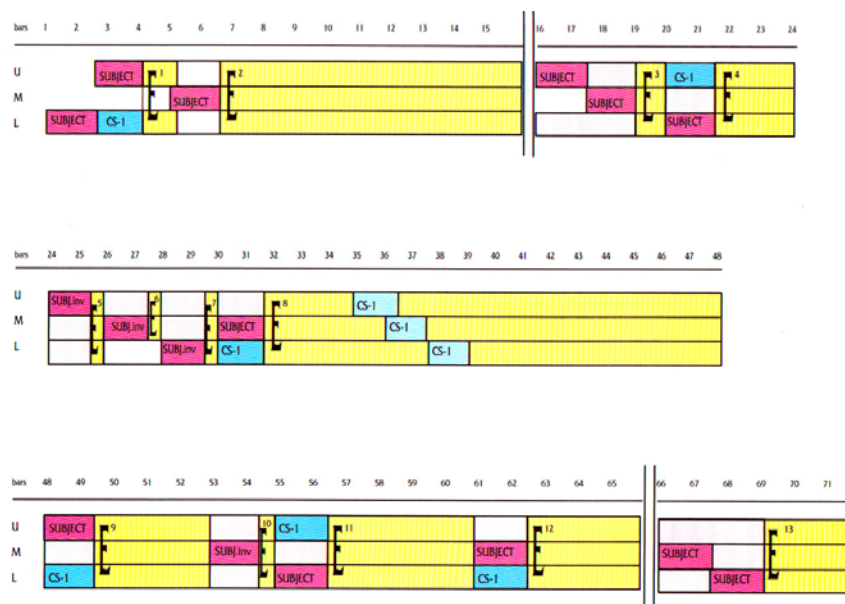 bars 1 2 3 4 5 6 7 8 9 10 11 12 13 14 15 16 17 18 19 20 21 22 23 24
U SUBJECT 1 2 SUBJECT 3 CS-1 4
M SUBJECT SUBJECT
L SUBJECT CS-1 SUBJECT
bars 24 25 26 27 28 29 30 31 32 33 34 35 36 37 38 39 40 41 42 43 44 45 46 47 48
U SUBJ.inv 5 6 7 8 CS-1
M SUBJ.inv SUBJECT CS-1
L SUBJ.inv CS-1 CS-1
bars 48 49 50 51 52 53 54 55 56 57 58 59 60 61 62 63 64 65 66 67 68 69 70 71
U SUBJECT 9 10 CS-1 11 12 13
M SUBJ.inv SUBJECT SUBJECT
L CS-1 SUBJECT CS-1 SUBJECT